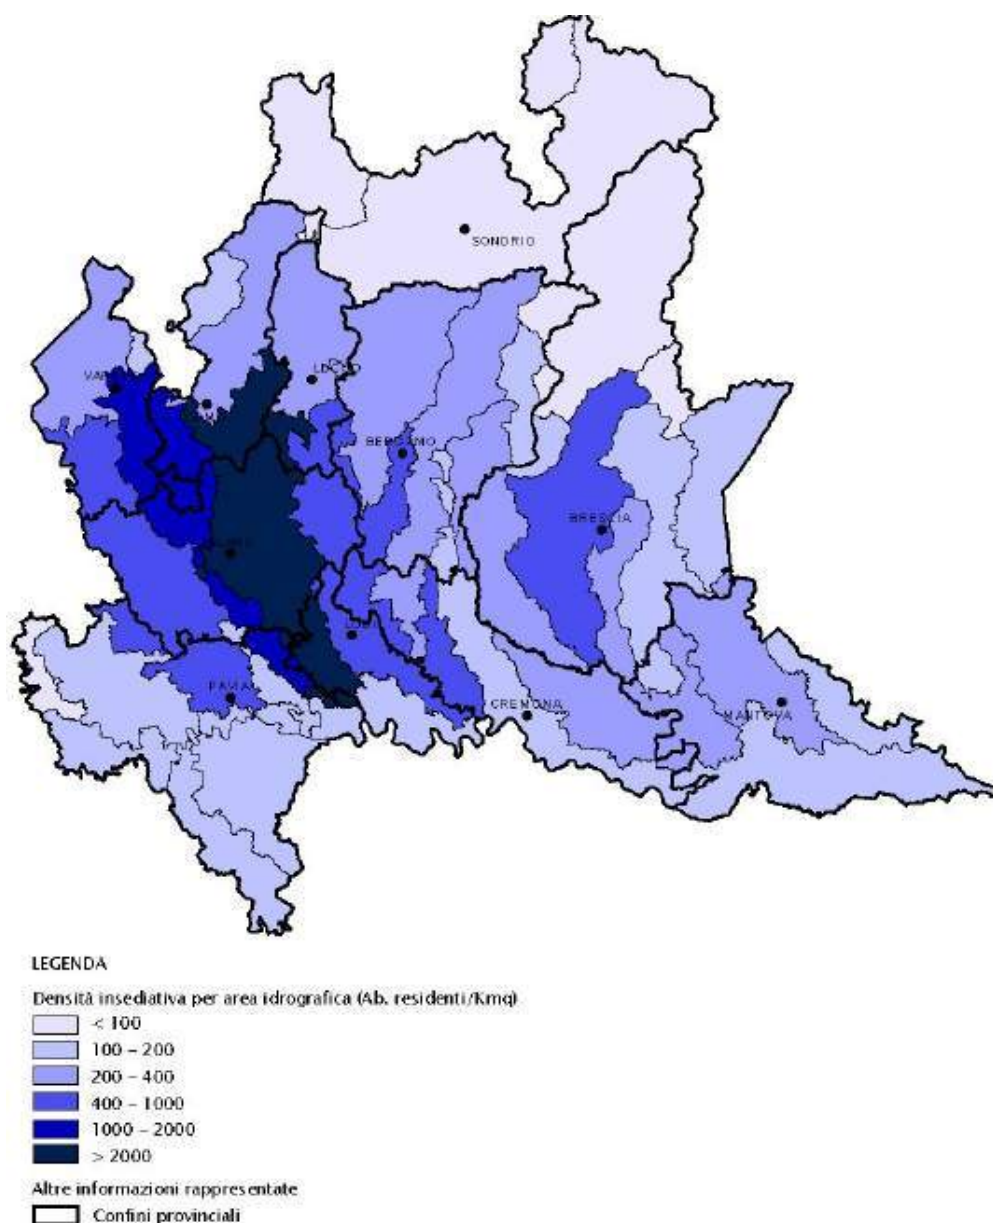 SONDRIO
BERGAMO
BRESCIA
PAVIA
CREMONA
MANTOVA
LEGENDA
Densità insediativa per area idrografica (Ab. residenti/Kmq)
< 100
100 – 200
200 – 400
400 – 1000
1000 – 2000
> 2000
Altre informazioni rappresentate
Confini provinciali